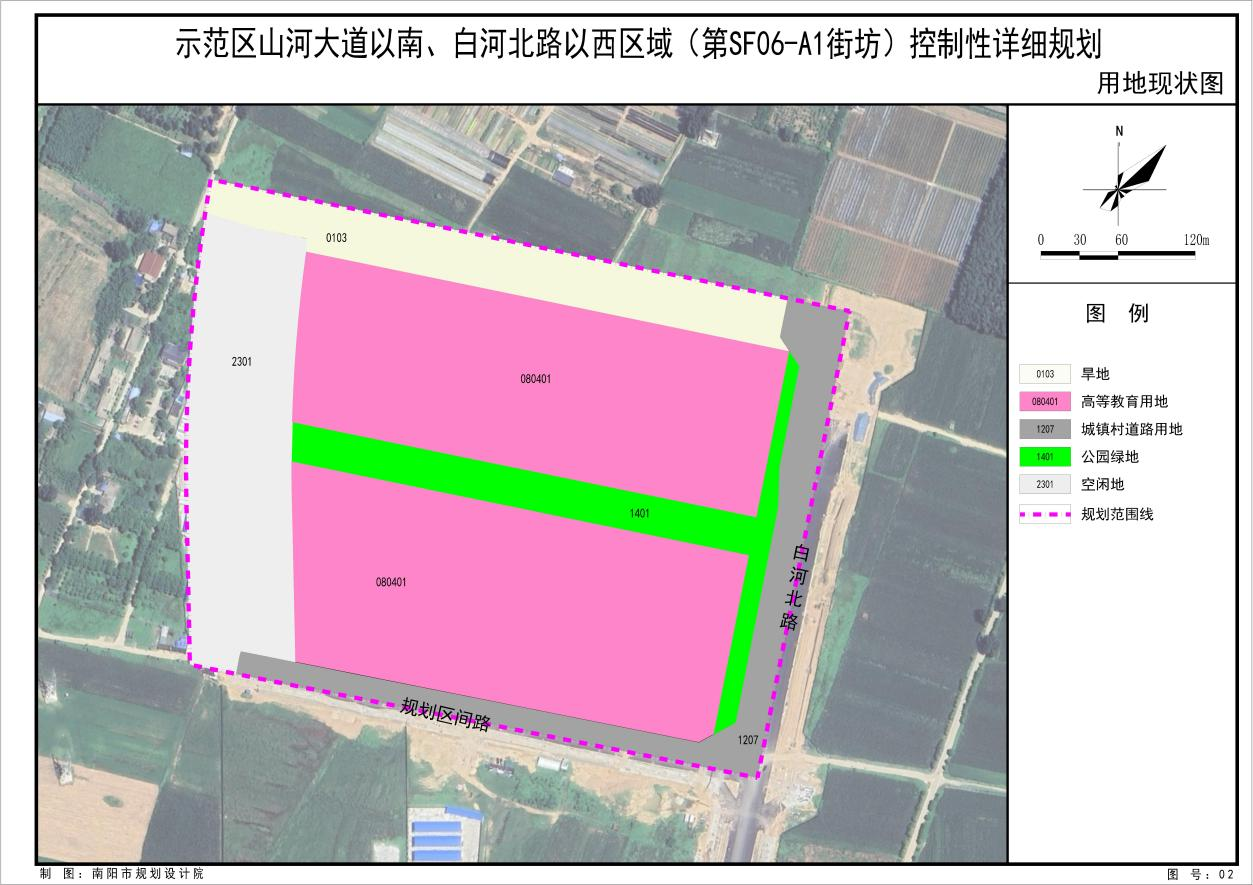 示范区山河大道以南、白河北路以西区域（第SF06-A1街坊）控制性详细规划
用地现状图
N
0 30 60 120m
图 例
0103 旱地
080401 高等教育用地
1207 城镇村道路用地
1401 公园绿地
2301 空闲地
规划范围线
0103
2301
080401
1401
080401
白河北路
规划区间路
1207
制 图：南阳市规划设计院
图 号：02